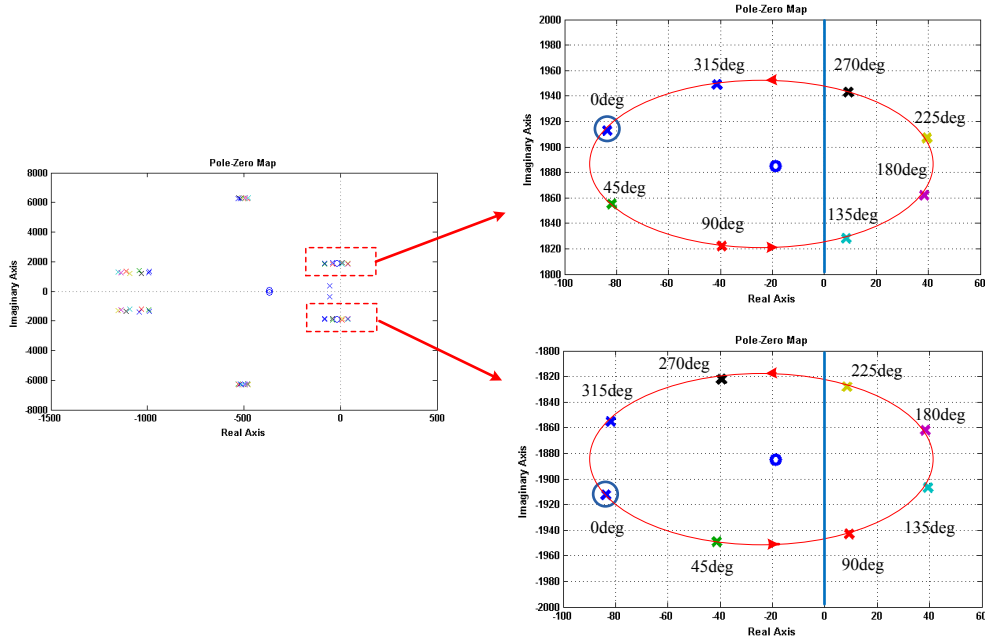 Pole-Zero Map
8000
6000
4000
2000
0
-2000
-4000
-6000
-8000
-1500
-1000
-500
0
500
Imaginary Axis
Real Axis
Pole-Zero Map
2000
1980
1960
1940
1920
1900
1880
1860
1840
1820
1800
-100
-80
-60
-40
-20
0
20
40
60
Imaginary Axis
Real Axis
315deg
270deg
0deg
225deg
180deg
45deg
135deg
90deg
Pole-Zero Map
-1800
-1820
-1840
-1860
-1880
-1900
-1920
-1940
-1960
-1980
-2000
-100
-80
-60
-40
-20
0
20
40
Imaginary Axis
Real Axis
270deg
225deg
315deg
180deg
0deg
135deg
45deg
90deg